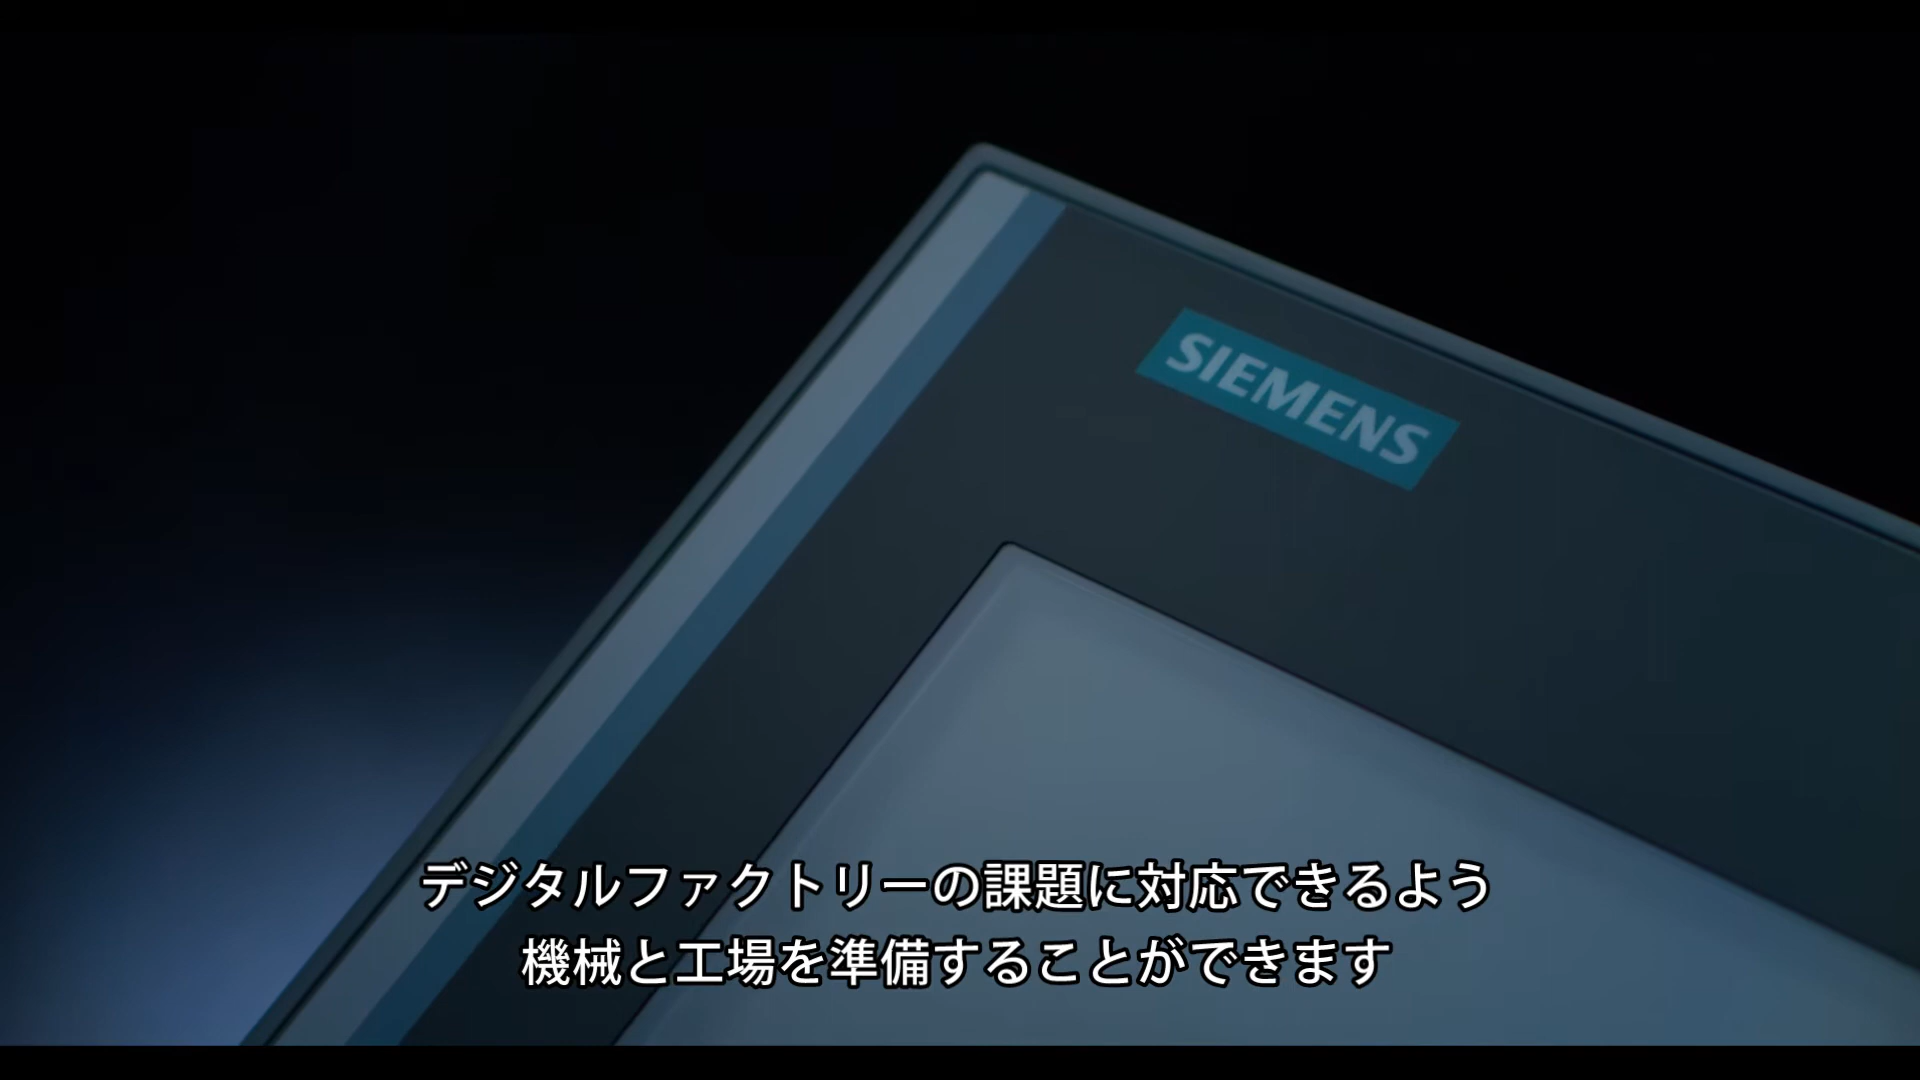 SIEMENS
デジタルファクトリーの課題に対応できるよう
機械と工場を準備することができます